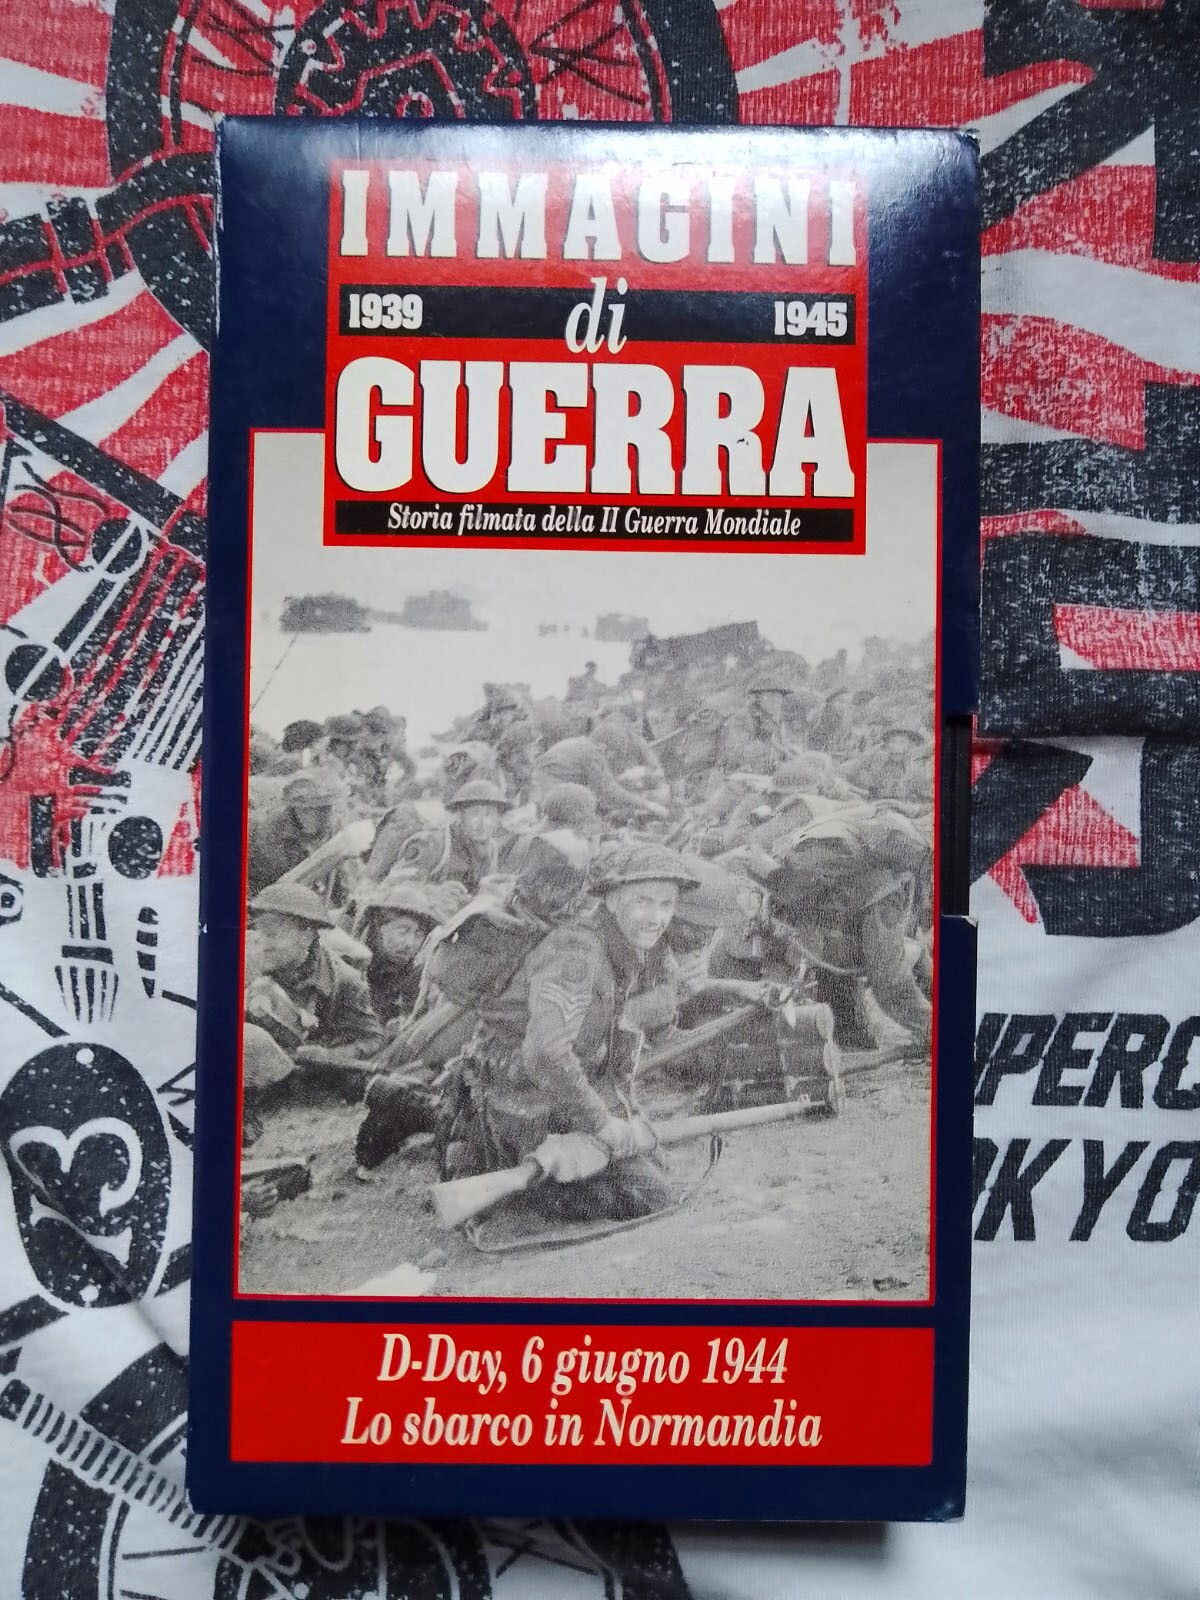 IMMAGINI
1939 di 1945
GUERRA
Storia filmata della II Guerra Mondiale
D-Day, 6 giugno 1944
Lo sbarco in Normandia
3